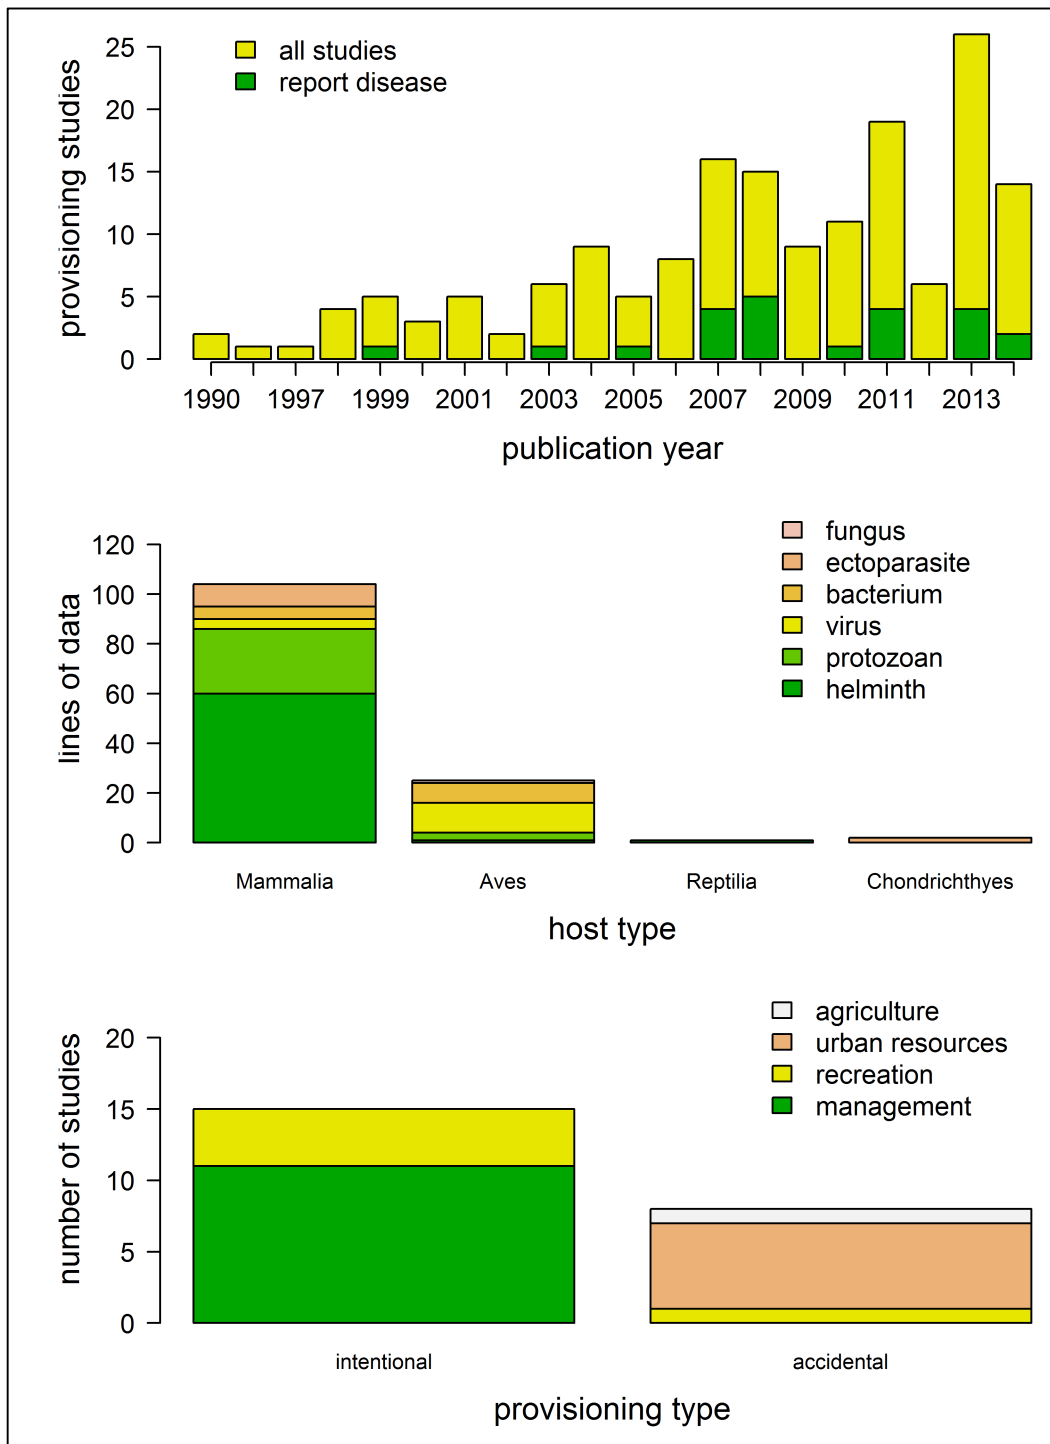 all studies
report disease
provisioning studies
25
20
15
10
5
0
1990 1997 1999 2001 2003 2005 2007 2009 2011 2013
publication year
fungus
ectoparasite
bacterium
virus
protozoan
helminth
lines of data
120
100
80
60
40
20
0
Mammalia Aves Reptilia Chondrichthyes
host type
agriculture
urban resources
recreation
management
number of studies
20
15
10
5
0
intentional accidental
provisioning type